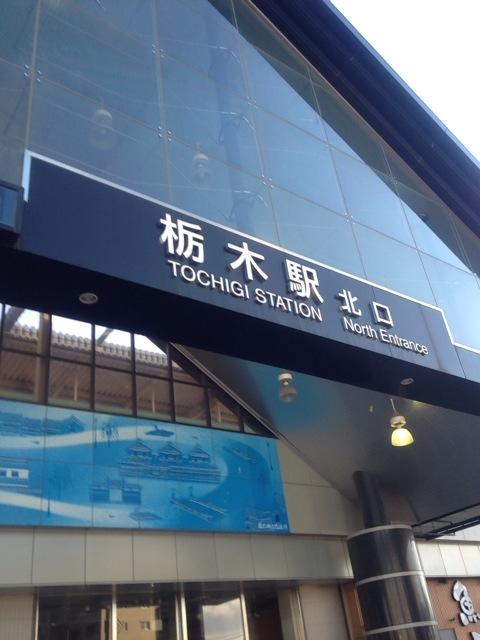 栃木駅 北口
TOCHIGI STATION North Entrance